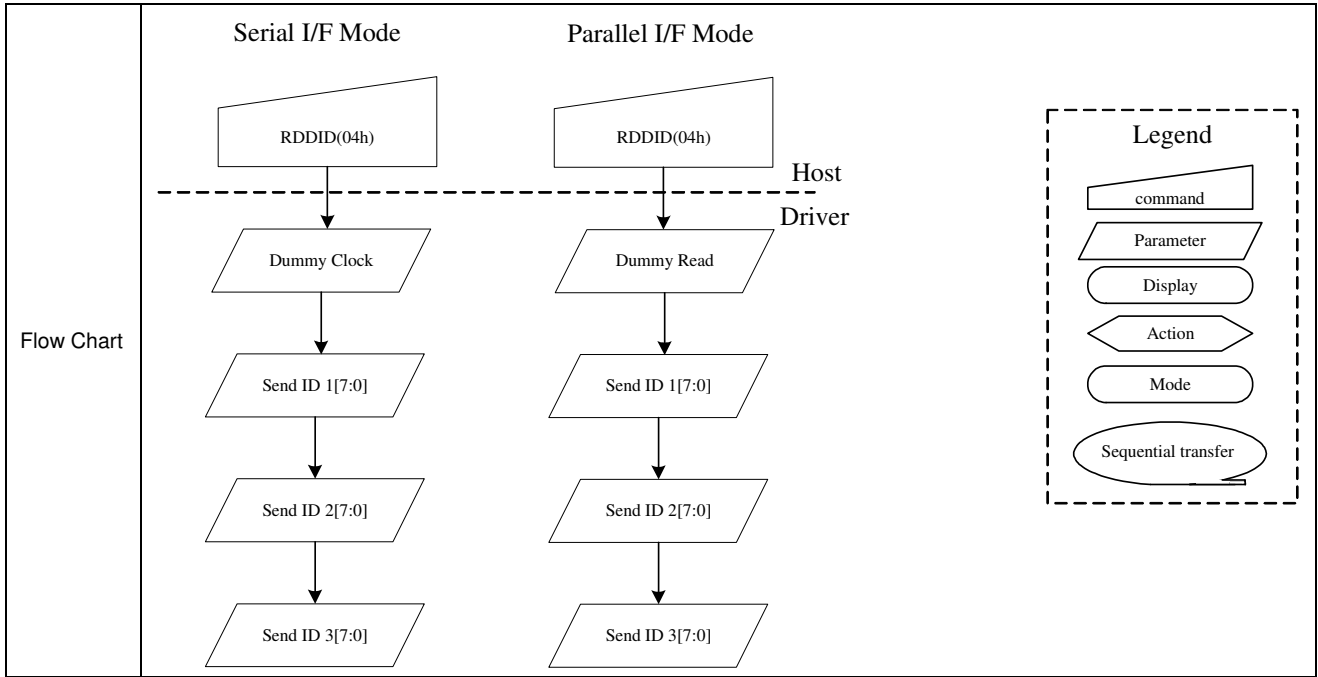 Flow Chart
Serial I/F Mode
RDDID(04h)
Dummy Clock
Send ID 1[7:0]
Send ID 2[7:0]
Send ID 3[7:0]
Parallel I/F Mode
RDDID(04h)
Host
Driver
Dummy Read
Send ID 1[7:0]
Send ID 2[7:0]
Send ID 3[7:0]
Legend
command
Parameter
Display
Action
Mode
Sequential transfer